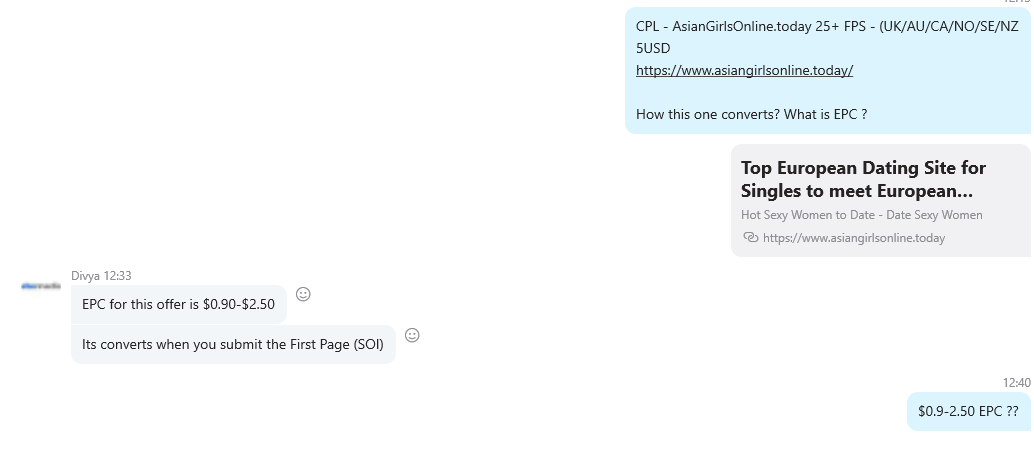 CPL - AsianGirlsOnline.today 25+ FPS - (UK/AU/CA/NO/SE/NZ
5USD
https://www.asiangirlsonline.today/
How this one converts? What is EPC ?
Top European Dating Site for
Singles to meet European...
Hot Sexy Women to Date - Date Sexy Women
https://www.asiangirlsonline.today
Divya 12:33
EPC for this offer is $0.90-$2.50
Its converts when you submit the First Page (SOI)
12:40
$0.9-2.50 EPC ??